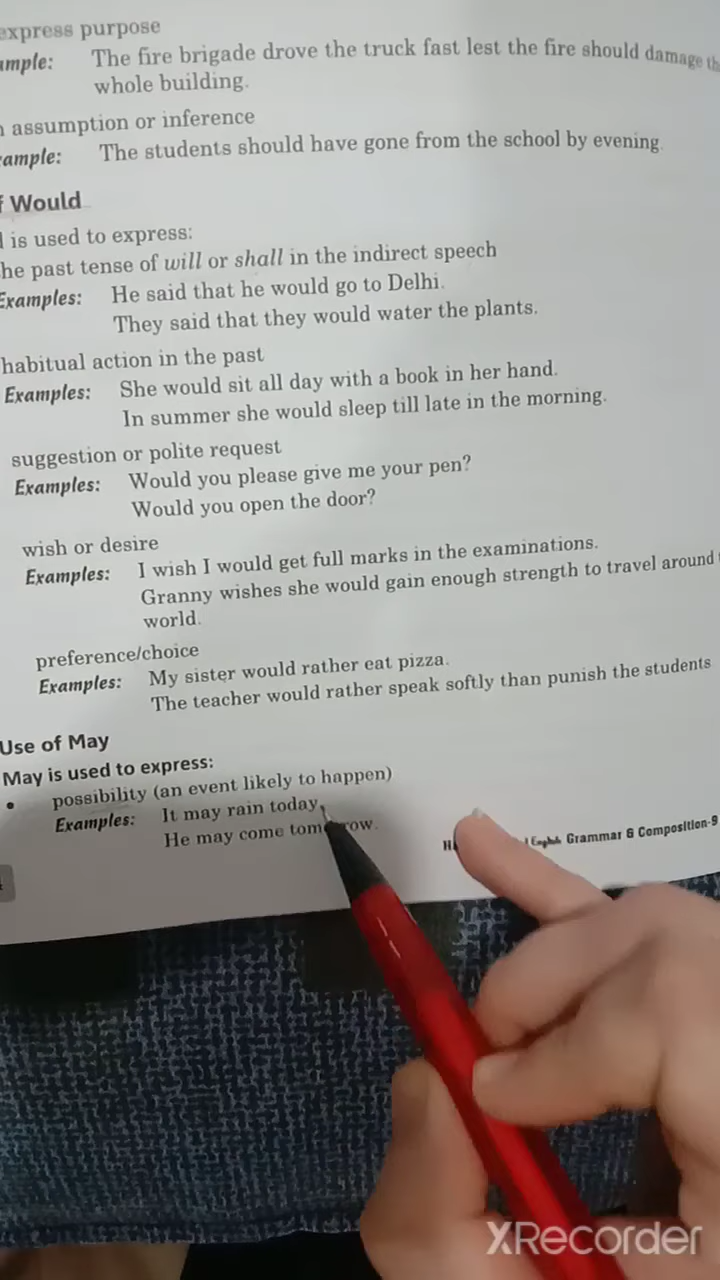 express purpose
ample: The fire brigade drove the truck fast lest the fire should damage th
whole building.
assumption or inference
ample: The students should have gone from the school by evening.
f Would
is used to express:
he past tense of will or shall in the indirect speech
Examples: He said that he would go to Delhi.
They said that they would water the plants.
habitual action in the past
Examples: She would sit all day with a book in her hand.
In summer she would sleep till late in the morning.
suggestion or polite request
Examples: Would you please give me your pen?
Would you open the door?
wish or desire
Examples: I wish I would get full marks in the examinations.
Granny wishes she would gain enough strength to travel around
world.
preference/choice
Examples: My sister would rather eat pizza.
The teacher would rather speak softly than punish the students
Use of May
May is used to express:
• possibility (an event likely to happen)
Examples: It may rain today.
He may come tomorrow.
English Grammar & Composition-9
XRecorder